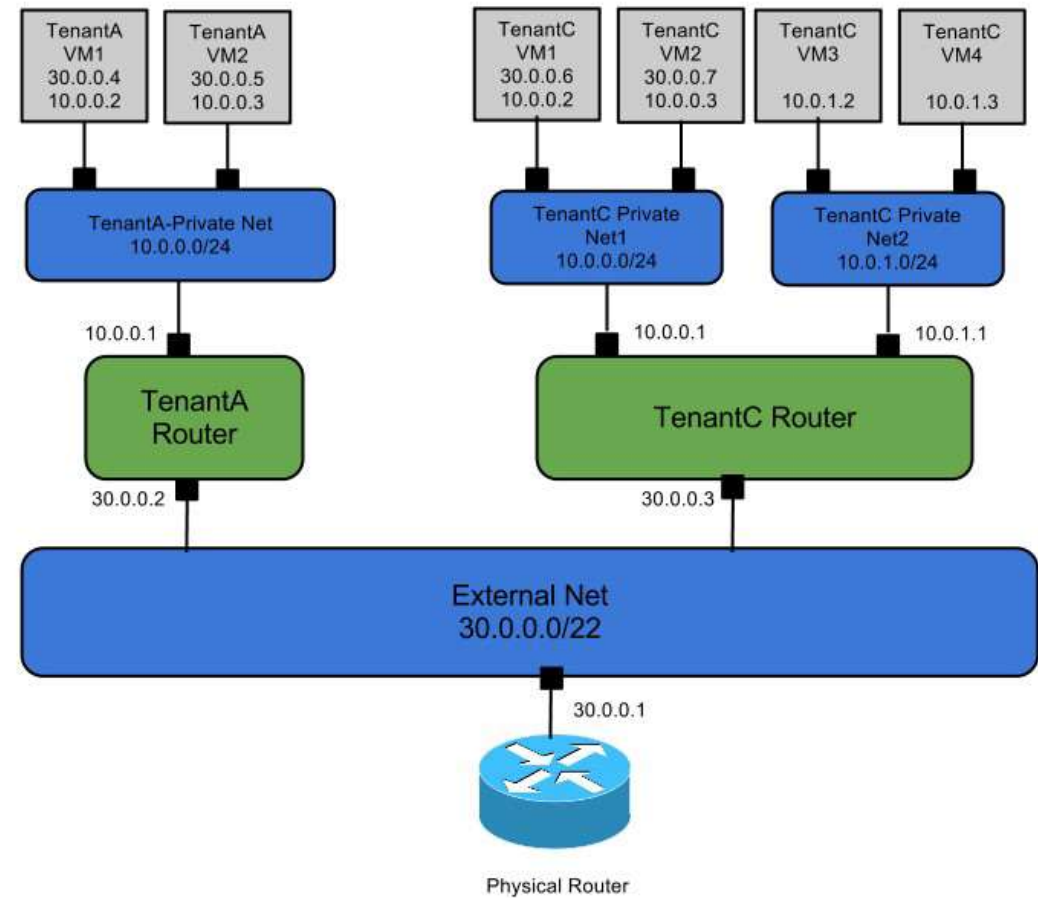 TenantA
VM1
30.0.0.4
10.0.0.2
TenantA
VM2
30.0.0.5
10.0.0.3
TenantC
VM1
30.0.0.6
10.0.0.2
TenantC
VM2
30.0.0.7
10.0.0.3
TenantC
VM3
10.0.1.2
TenantC
VM4
10.0.1.3
TenantA-Private Net
10.0.0.0/24
TenantC Private
Net1
10.0.0.0/24
TenantC Private
Net2
10.0.1.0/24
10.0.0.1
10.0.0.1
10.0.1.1
TenantA
Router
TenantC Router
30.0.0.2
30.0.0.3
External Net
30.0.0.0/22
30.0.0.1
Physical Router